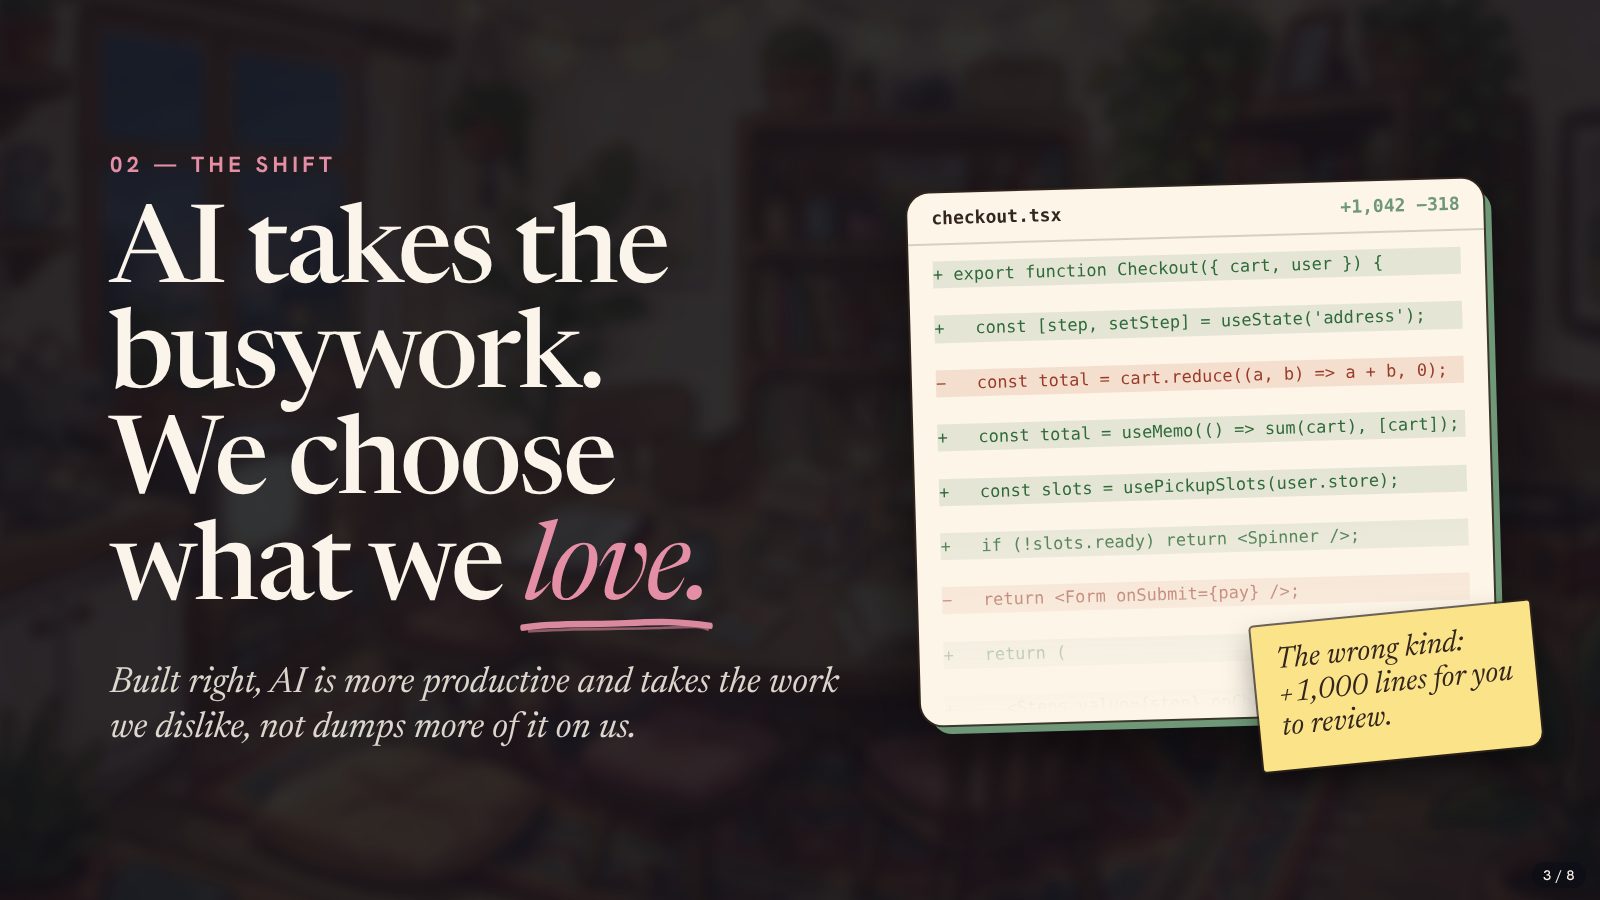 02 — THE SHIFT
AI takes the
busywork.
We choose
what we love.
Built right, AI is more productive and takes the work
we dislike, not dumps more of it on us.
checkout.tsx
+1,042 −318
+ export function Checkout({ cart, user }) {
+   const [step, setStep] = useState('address');
−   const total = cart.reduce((a, b) => a + b, 0);
+   const total = useMemo(() => sum(cart), [cart]);
+   const slots = usePickupSlots(user.store);
+   if (!slots.ready) return <Spinner />;
−   return <Form onSubmit={pay} />;
+   return (
+     <Steps value={step}
The wrong kind:
+1,000 lines for you
to review.
3 / 8